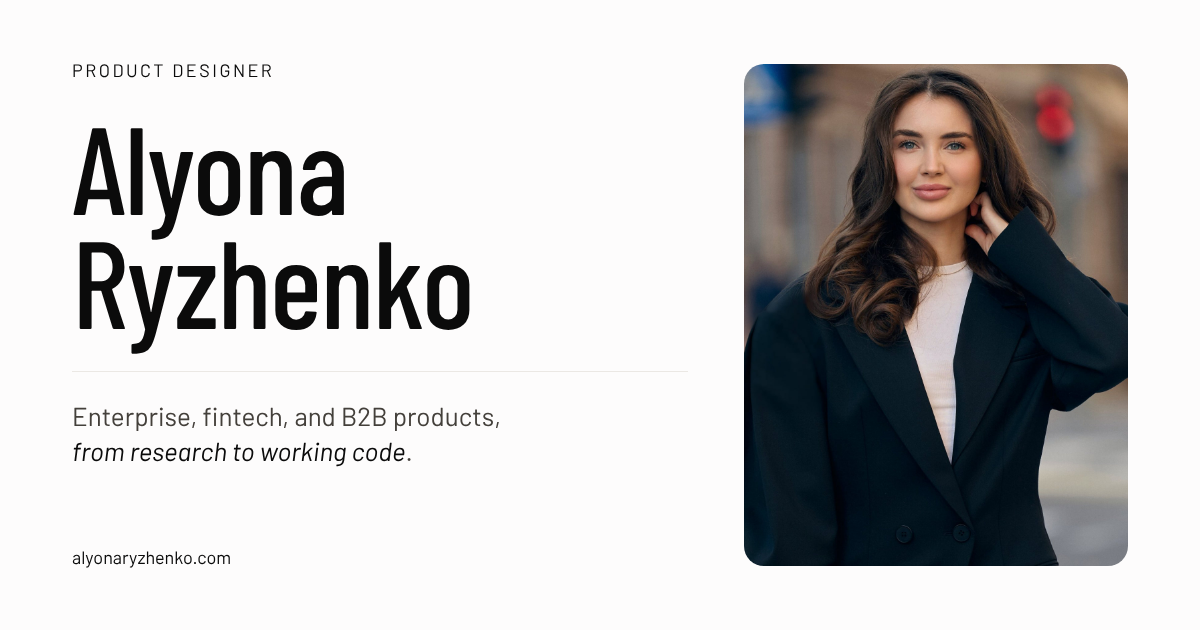 PRODUCT DESIGNER
Alyona
Ryzhenko
Enterprise, fintech, and B2B products,
from research to working code.
alyonaryzhenko.com